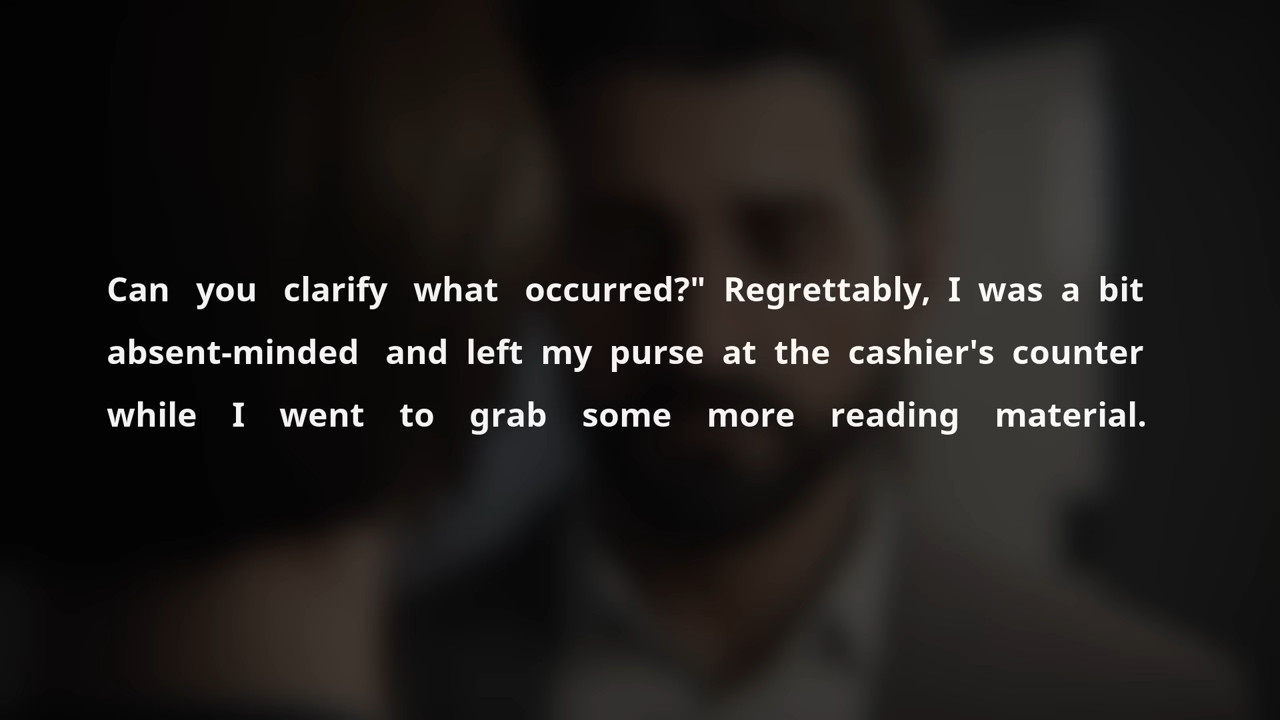 Can you clarify what occurred?" Regrettably, I was a bit
absent-minded and left my purse at the cashier's counter
while I went to grab some more reading material.